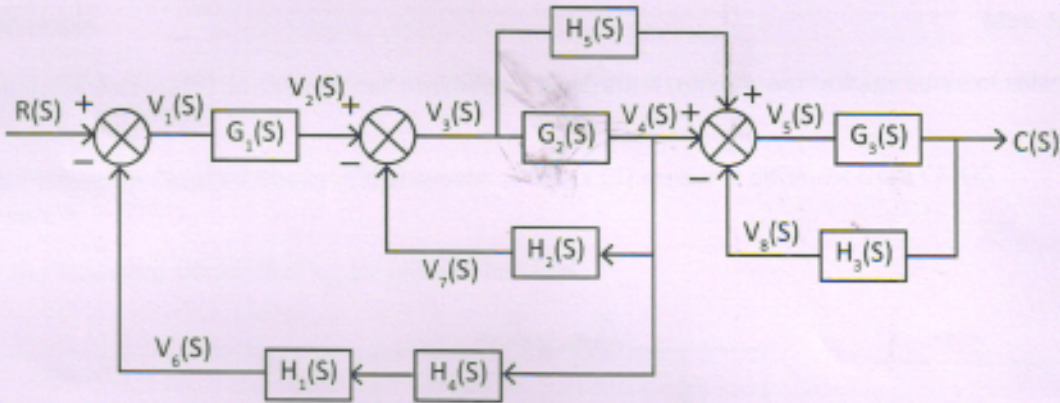 H₅(S)
R(S) + V₁(S) G₁(S) V₂(S) + V₃(S) G₂(S) V₄(S) + + V₅(S) G₃(S) C(S)
− − −
V₇(S) H₂(S) V₈(S) H₃(S)
V₆(S) H₁(S) H₄(S)